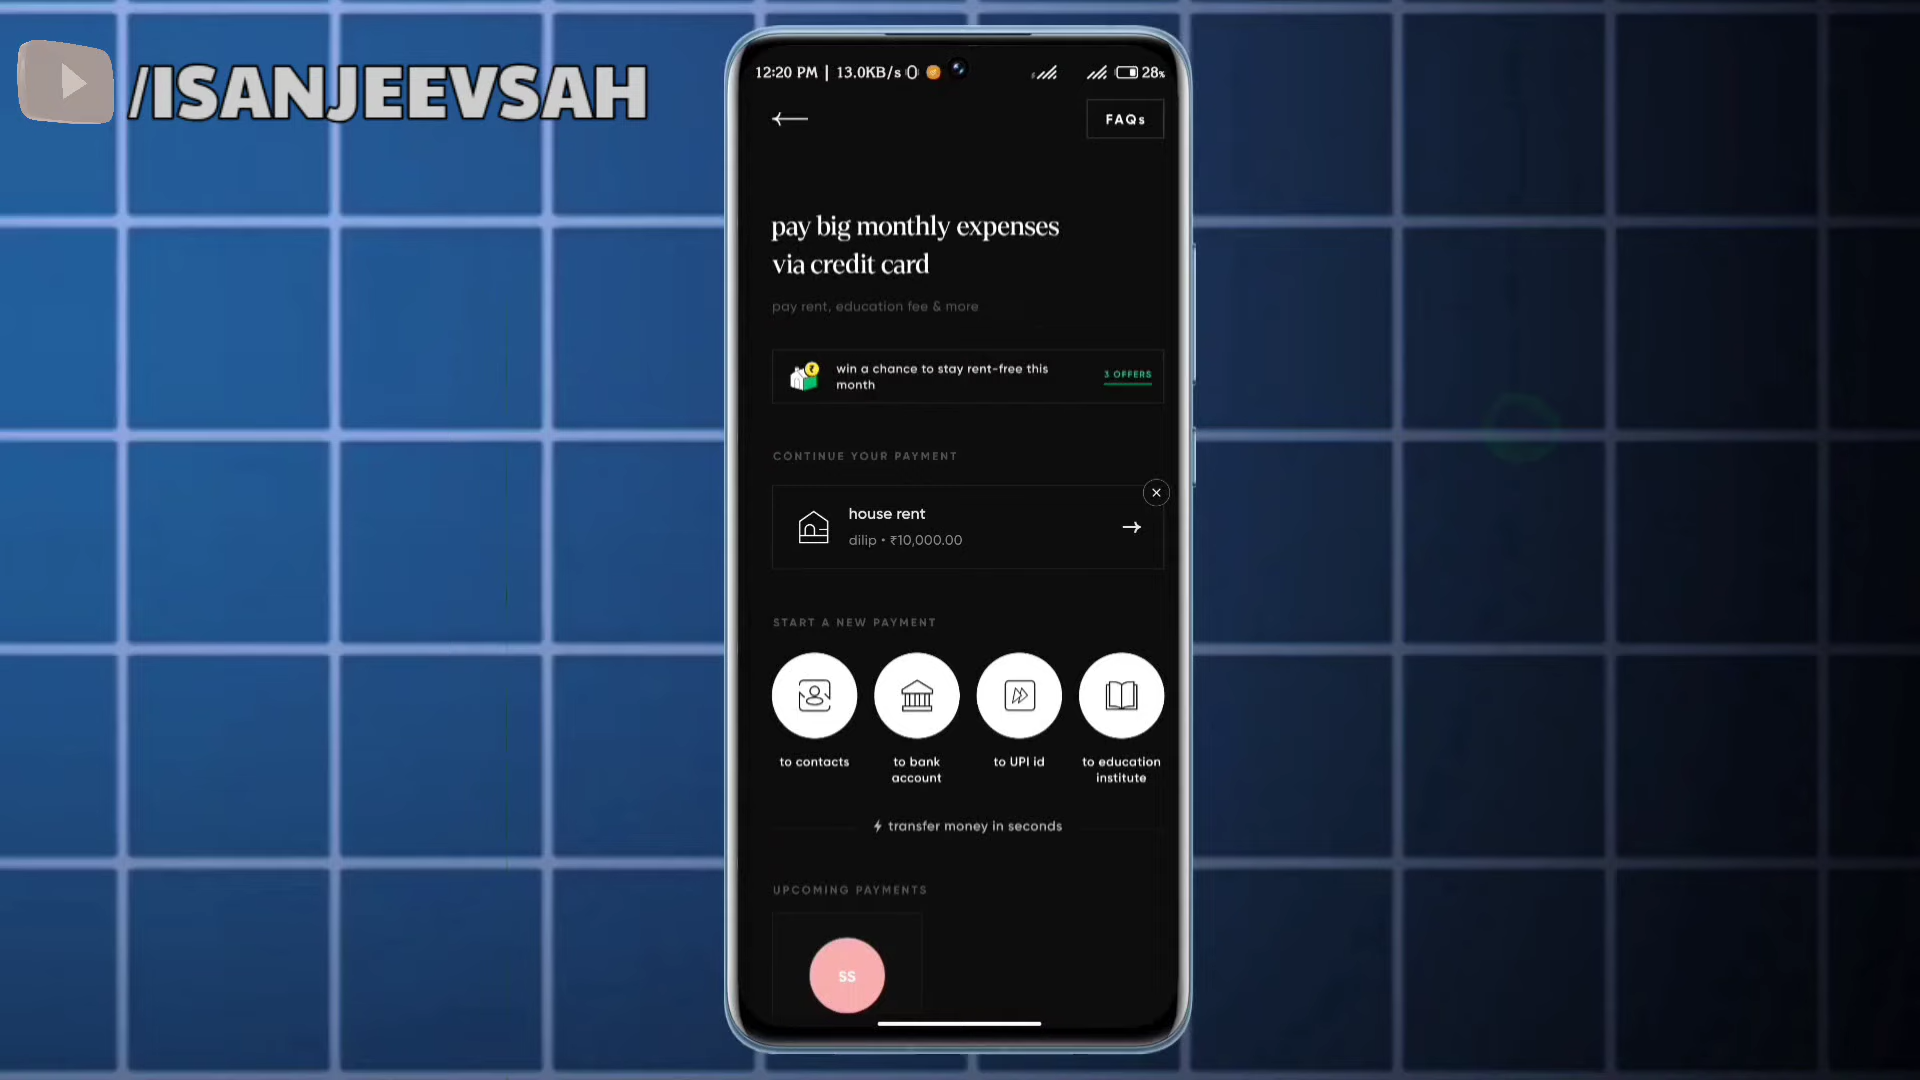 /ISANJEEVSAH
12:20 PM | 13.0KB/s
28%
FAQs
pay big monthly expenses
via credit card
pay rent, education fee & more
win a chance to stay rent-free this
month
3 OFFERS
CONTINUE YOUR PAYMENT
house rent
dilip • ₹10,000.00
START A NEW PAYMENT
to contacts
to bank
account
to UPI id
to education
institute
transfer money in seconds
UPCOMING PAYMENTS
SS